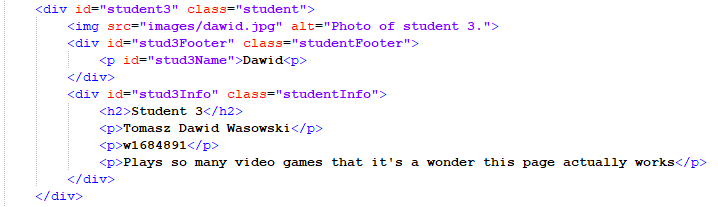 <div id="student3" class="student">
<img src="images/dawid.jpg" alt="Photo of student 3.">
<div id="stud3Footer" class="studentFooter">
<p id="stud3Name">Dawid<p>
</div>
<div id="stud3Info" class="studentInfo">
<h2>Student 3</h2>
<p>Tomasz Dawid Wasowski</p>
<p>w1684891</p>
<p>Plays so many video games that it's a wonder this page actually works</p>
</div>
</div>